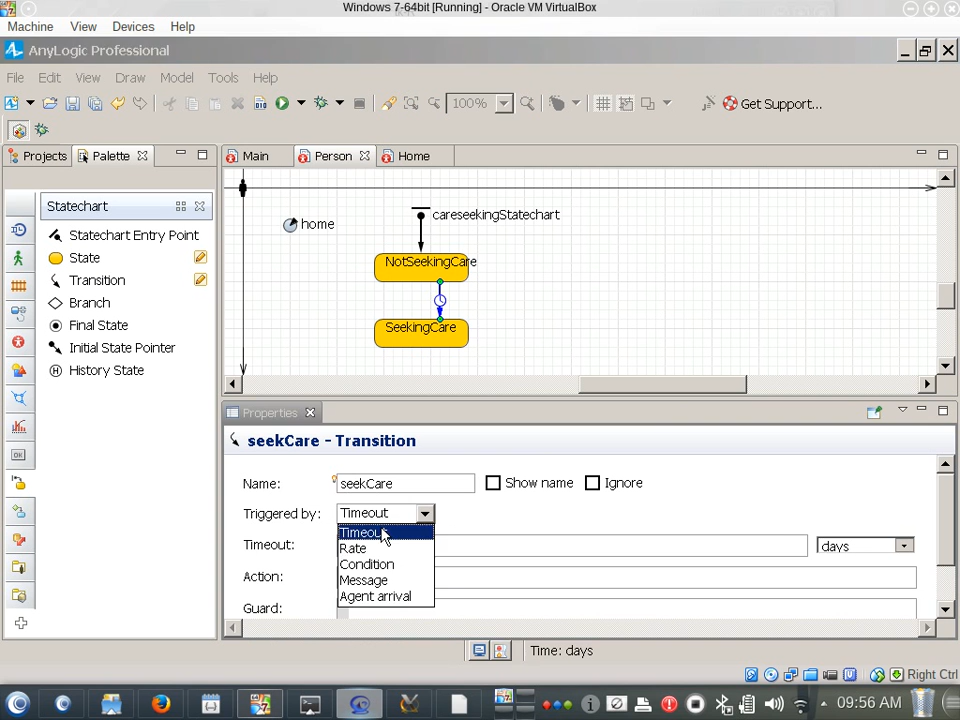 Windows 7-64bit [Running] - Oracle VM VirtualBox
Machine View Devices Help
AnyLogic Professional
File Edit View Draw Model Tools Help
100% Get Support...
Projects Palette Main Person Home
Statechart
Statechart Entry Point
State
Transition
Branch
Final State
Initial State Pointer
History State
home
careseekingStatechart
NotSeekingCare
SeekingCare
Properties
seekCare - Transition
Name: seekCare Show name Ignore
Triggered by: Timeout
Timeout
Rate
Condition
Message
Agent arrival
Timeout: days
Action:
Guard:
Time: days
Right Ctrl
09:56 AM